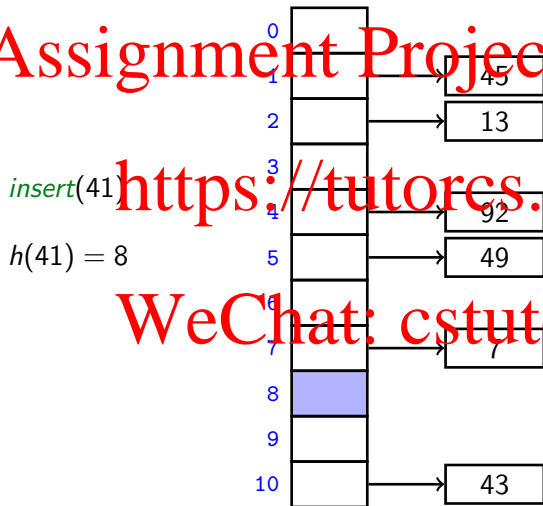 0
Assignment Projec
1 45
2 13
3
insert(41)
https://tutorcs.
4 92
h(41) = 8
5 49
6
WeChat: cstut
7 7
8
9
10 43